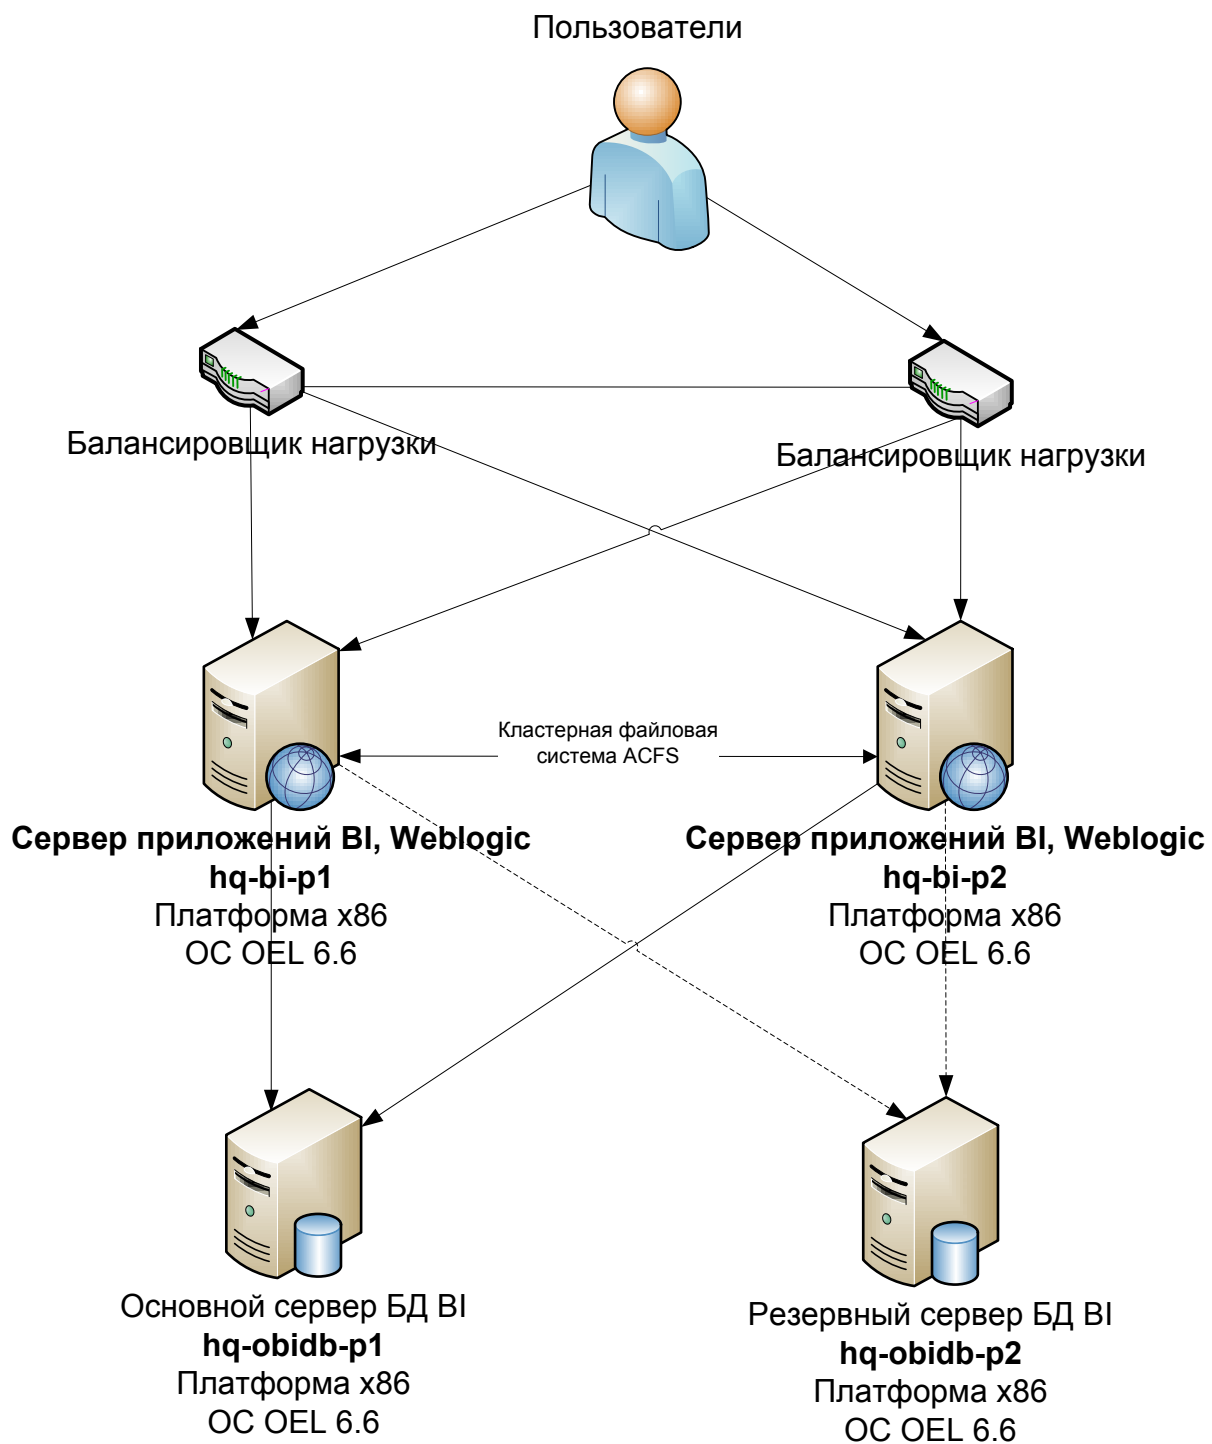 Пользователи
Балансировщик нагрузки
Балансировщик нагрузки
Кластерная файловая
система ACFS
Сервер приложений BI, Weblogic
hq-bi-p1
Платформа x86
ОС OEL 6.6
Сервер приложений BI, Weblogic
hq-bi-p2
Платформа x86
ОС OEL 6.6
Основной сервер БД BI
hq-obidb-p1
Платформа x86
ОС OEL 6.6
Резервный сервер БД BI
hq-obidb-p2
Платформа x86
ОС OEL 6.6